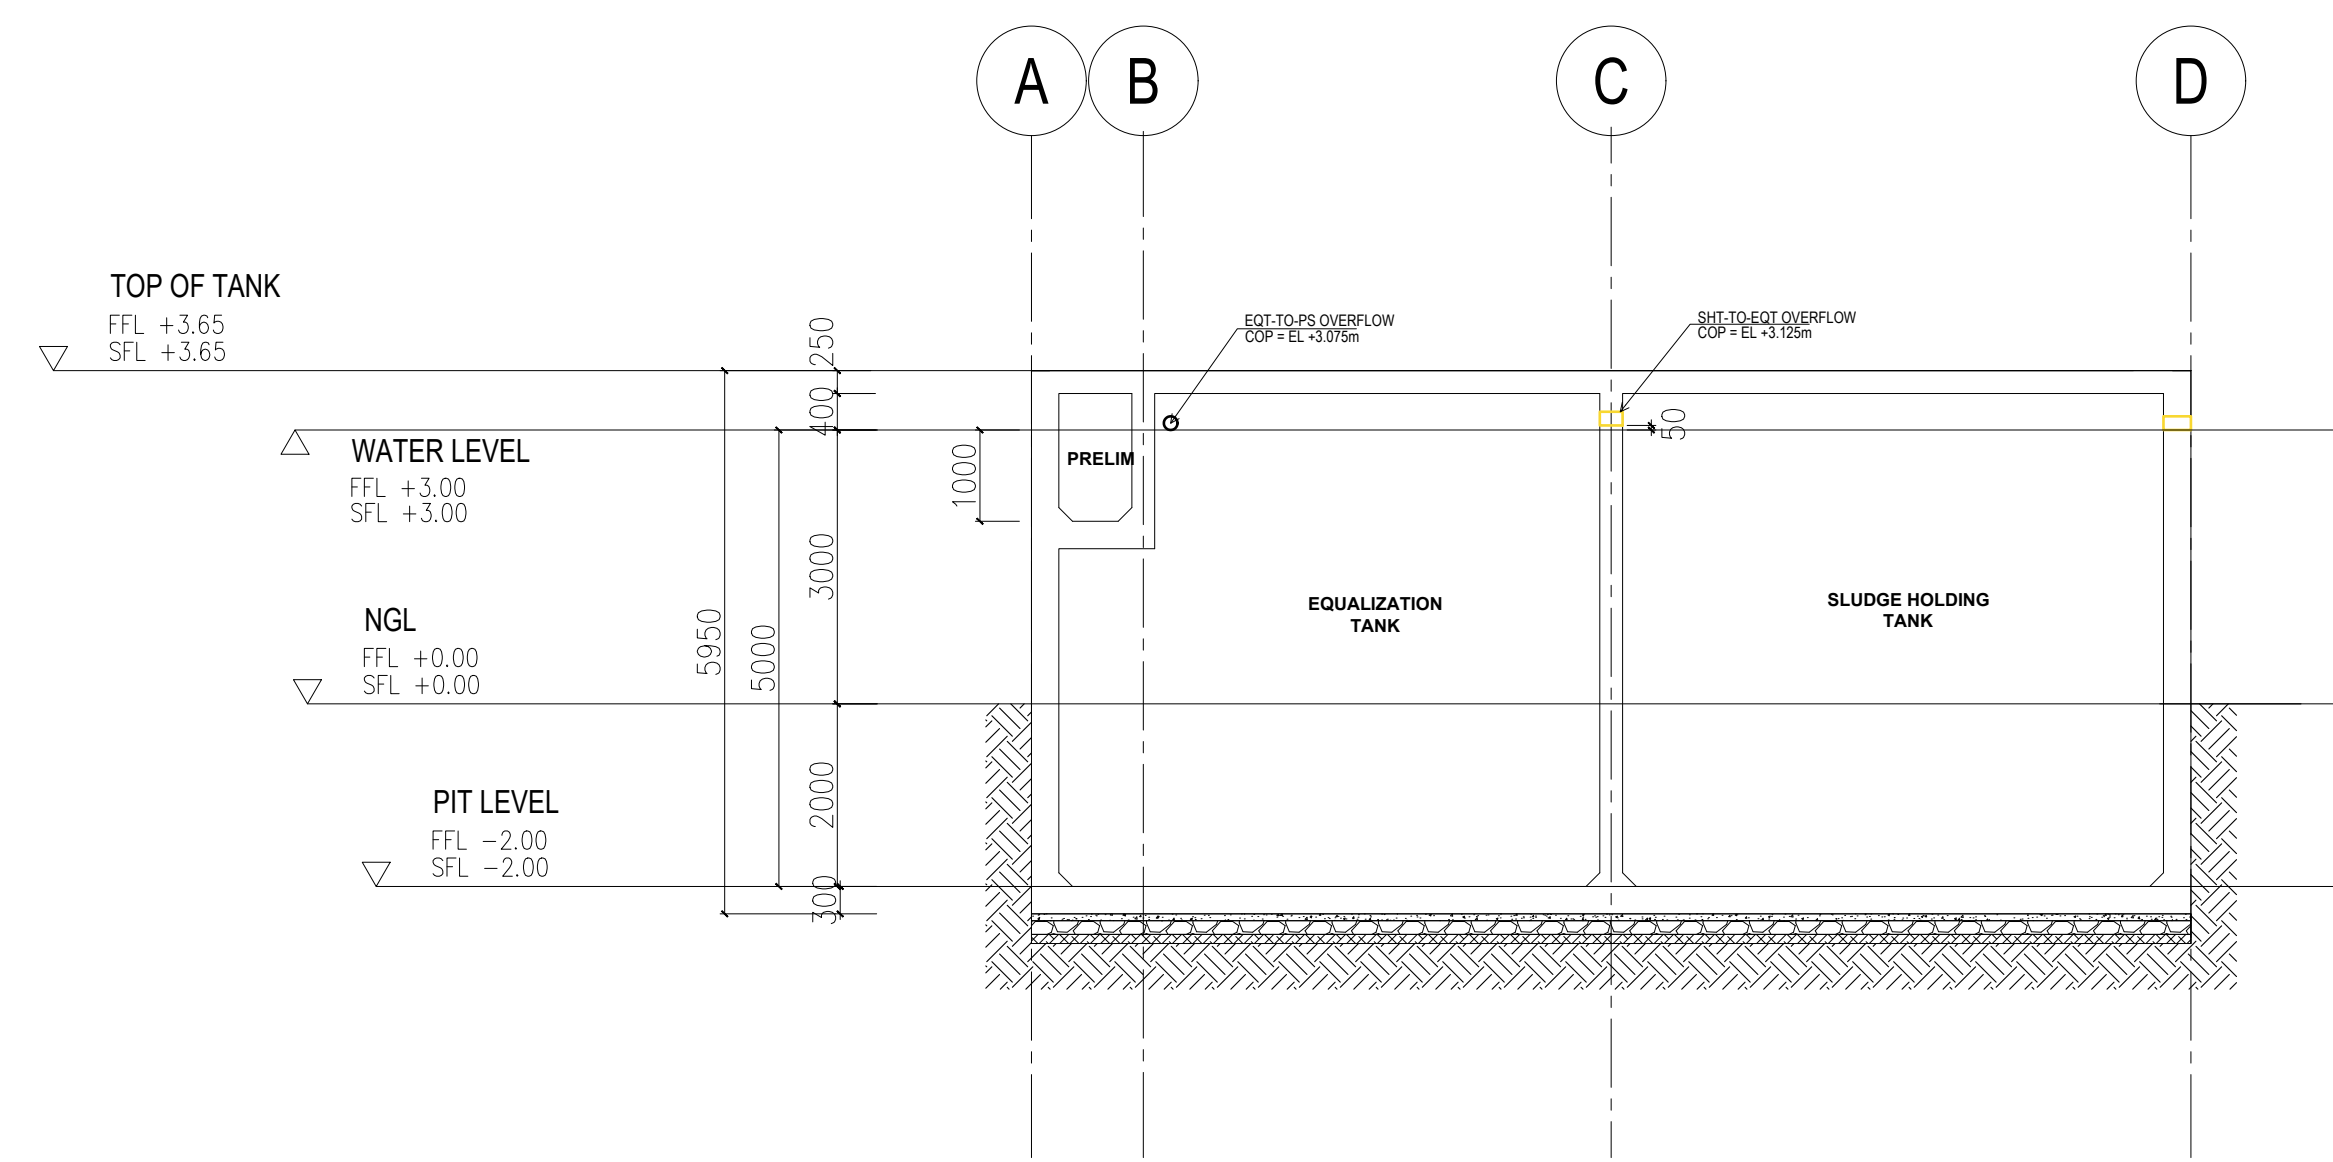 A B C D
TOP OF TANK
FFL +3.65
SFL +3.65
EQT-TO-PS OVERFLOW
COP = EL +3.075m
SHT-TO-EQT OVERFLOW
COP = EL +3.125m
250
400
50
WATER LEVEL
FFL +3.00
SFL +3.00
1000
PRELIM
3000
5950
5000
EQUALIZATION
TANK
SLUDGE HOLDING
TANK
NGL
FFL +0.00
SFL +0.00
2000
PIT LEVEL
FFL −2.00
SFL −2.00
300